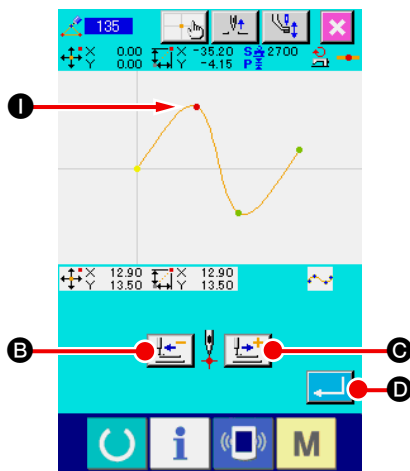 135
X 0.00 X -35.20 S 2700
Y 0.00 Y -4.15 P
I
X 12.90 X 12.90
Y 13.50 Y 13.50
B
C
D
i M